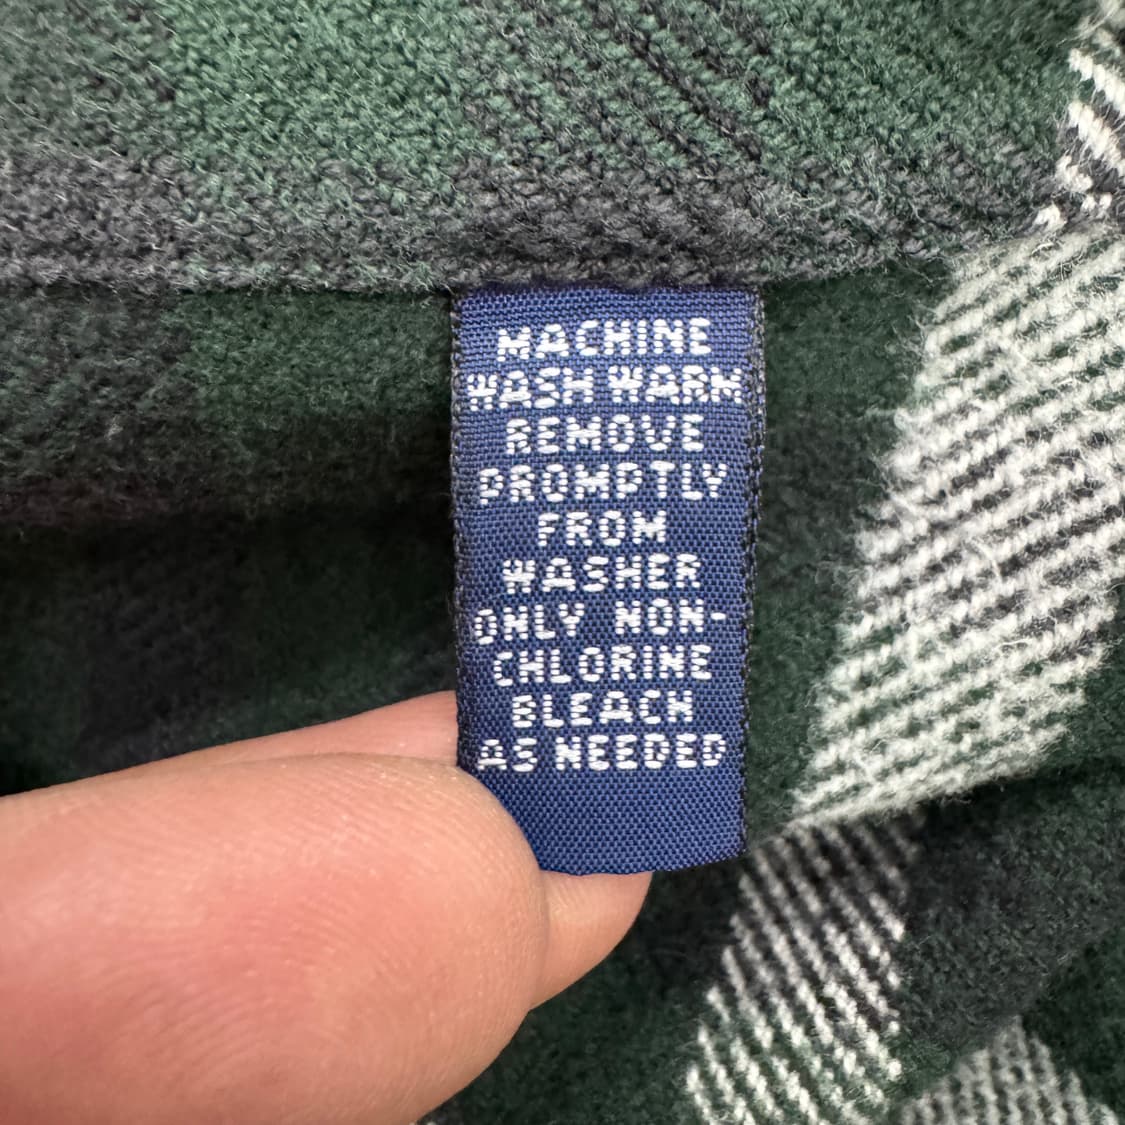 MACHINE
WASH WARM
REMOVE
PROMPTLY
FROM
WASHER
ONLY NON-
CHLORINE
BLEACH
AS NEEDED